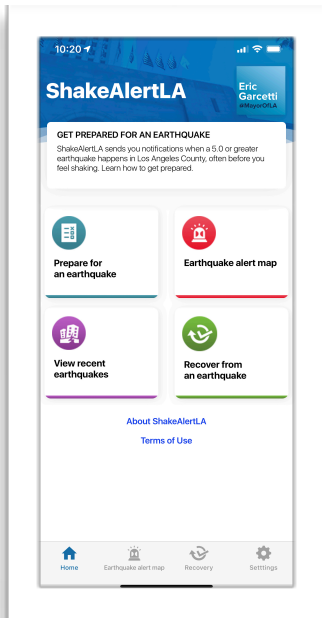 10:20
ShakeAlertLA
Eric
Garcetti
#MayorOfLA
GET PREPARED FOR AN EARTHQUAKE
ShakeAlertLA sends you notifications when a 5.0 or greater
earthquake happens in Los Angeles County, often before you
feel shaking. Learn how to get prepared.
Prepare for
an earthquake
Earthquake alert map
View recent
earthquakes
Recover from
an earthquake
About ShakeAlertLA
Terms of Use
Home
Earthquake alert map
Recovery
Setttings